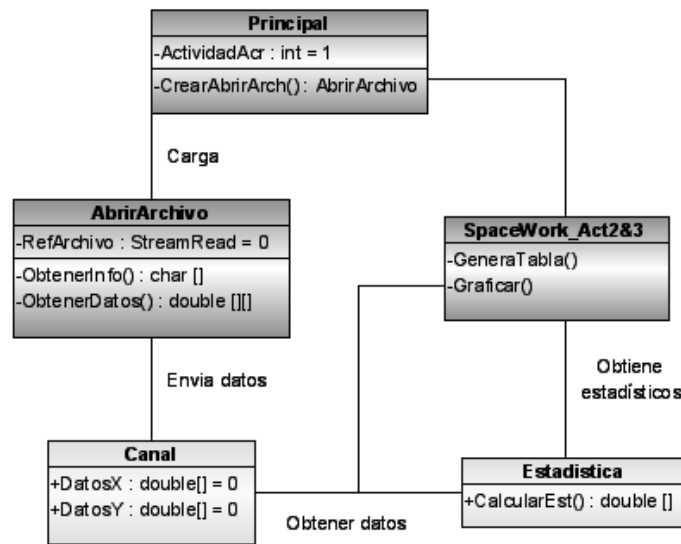 Principal
-ActividadAcr : int = 1
-CrearAbrirArch() : AbrirArchivo
Carga
AbrirArchivo
-RefArchivo : StreamRead = 0
-ObtenerInfo() : char []
-ObtenerDatos() : double [][]
SpaceWork_Act2&3
-GeneraTabla()
-Graficar()
Envia datos
Obtiene
estadísticos
Canal
+DatosX : double[] = 0
+DatosY : double[] = 0
Obtener datos
Estadistica
+CalcularEst() : double []